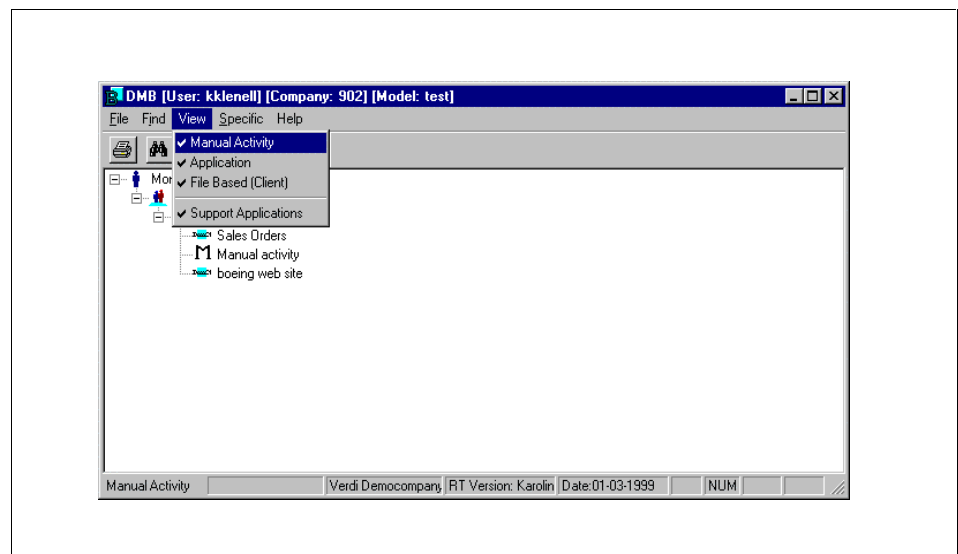 DMB [User: kklenell] [Company: 902] [Model: test]
File Find View Specific Help
Manual Activity
Application
Mor
File Based (Client)
Support Applications
Sales Orders
Manual activity
boeing web site
Manual Activity Verdi Democompany RT Version: Karolin Date:01-03-1999 NUM